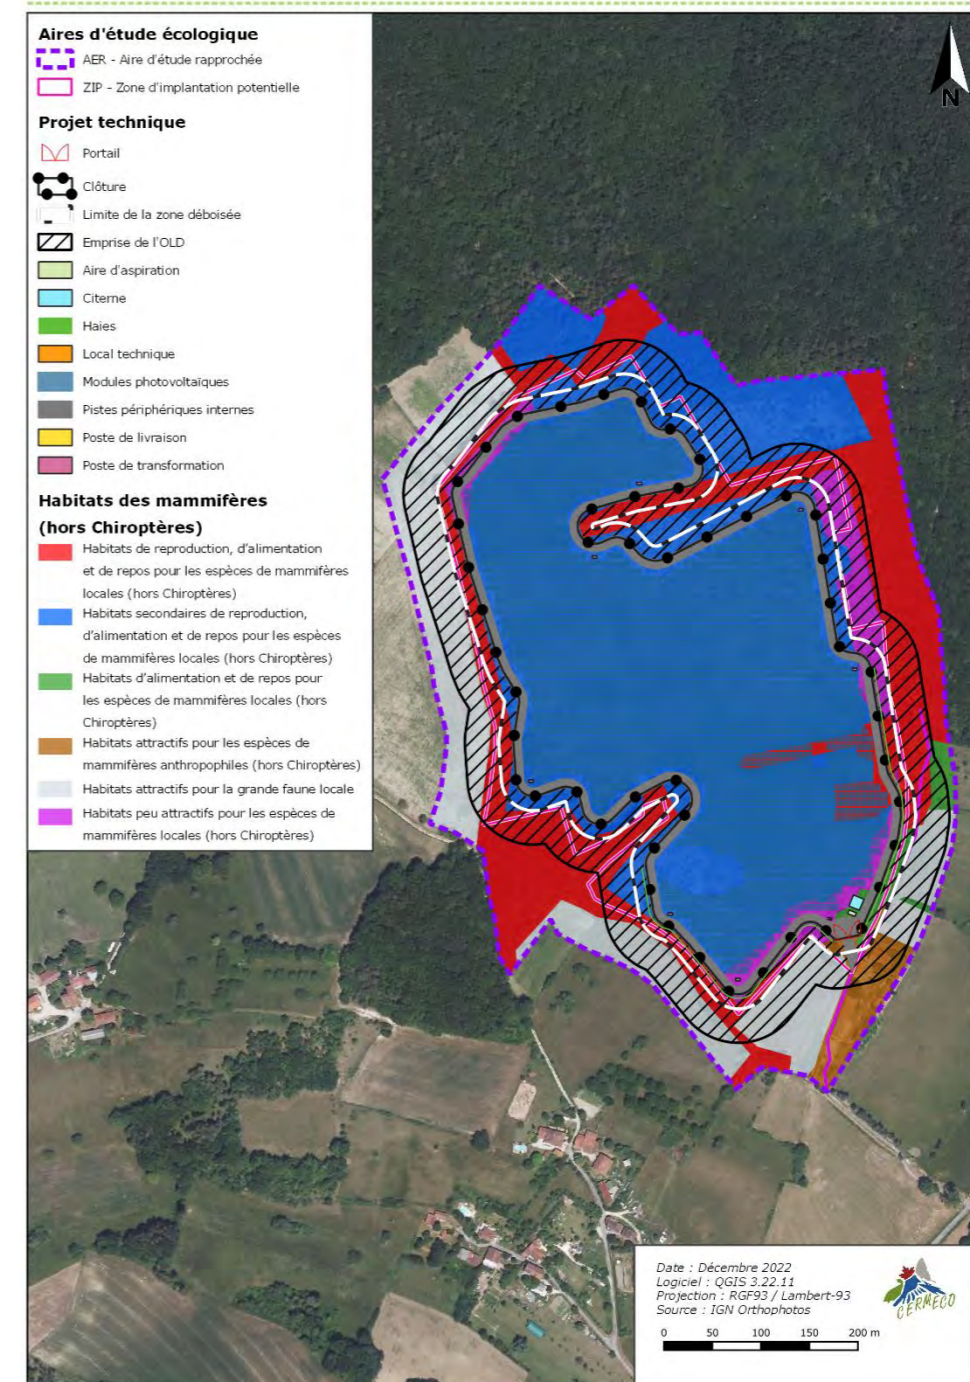 Aires d'étude écologique
AER - Aire d'étude rapprochée
ZIP - Zone d'implantation potentielle
Projet technique
Portail
Clôture
Limite de la zone déboisée
Emprise de l'OLD
Aire d'aspiration
Citerne
Haies
Local technique
Modules photovoltaïques
Pistes périphériques internes
Poste de livraison
Poste de transformation
Habitats des mammifères
(hors Chiroptères)
Habitats de reproduction, d'alimentation
et de repos pour les espèces de mammifères
locales (hors Chiroptères)
Habitats secondaires de reproduction,
d'alimentation et de repos pour les espèces
de mammifères locales (hors Chiroptères)
Habitats d'alimentation et de repos pour
les espèces de mammifères locales (hors
Chiroptères)
Habitats attractifs pour les espèces de
mammifères anthropophiles (hors Chiroptères)
Habitats attractifs pour la grande faune locale
Habitats peu attractifs pour les espèces de
mammifères locales (hors Chiroptères)
N
Date : Décembre 2022
Logiciel : QGIS 3.22.11
Projection : RGF93 / Lambert-93
Source : IGN Orthophotos
CERMECO
0 50 100 150 200 m